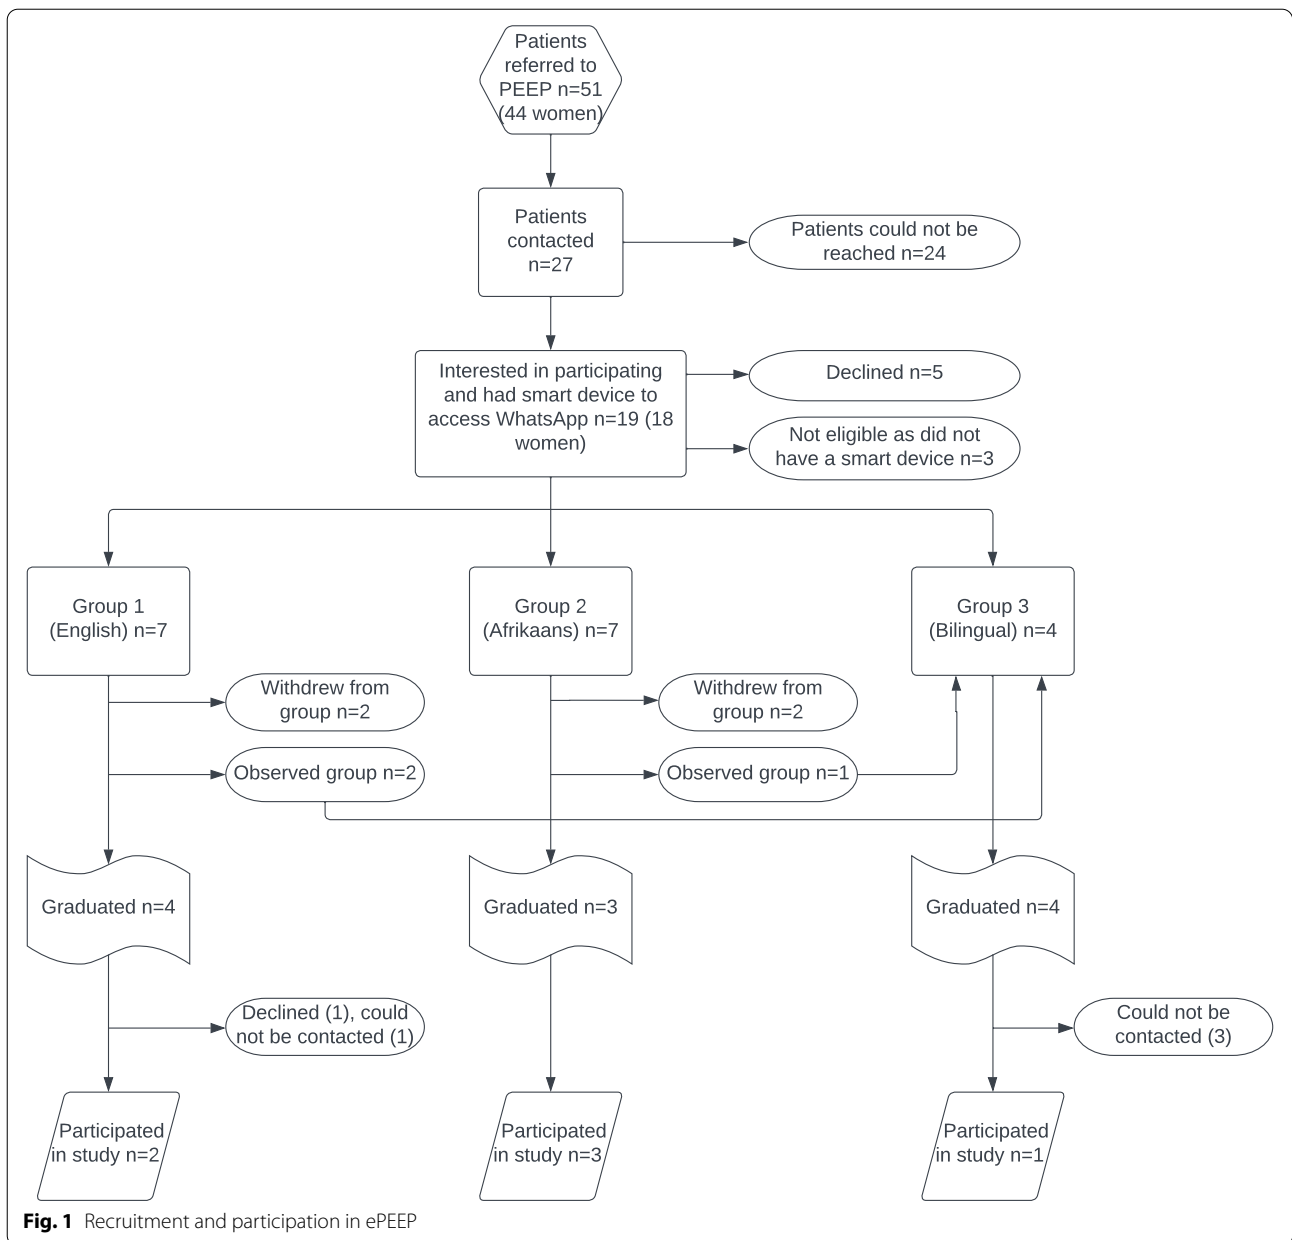 Patients
referred to
PEEP n=51
(44 women)
Patients
contacted
n=27
Patients could not be
reached n=24
Interested in participating
and had smart device to
access WhatsApp n=19 (18
women)
Declined n=5
Not eligible as did not
have a smart device n=3
Group 1
(English) n=7
Group 2
(Afrikaans) n=7
Group 3
(Bilingual) n=4
Withdrew from
group n=2
Withdrew from
group n=2
Observed group n=2
Observed group n=1
Graduated n=4
Graduated n=3
Graduated n=4
Declined (1), could
not be contacted (1)
Could not be
contacted (3)
Participated
in study n=2
Participated
in study n=3
Participated
in study n=1
Fig. 1 Recruitment and participation in ePEEP